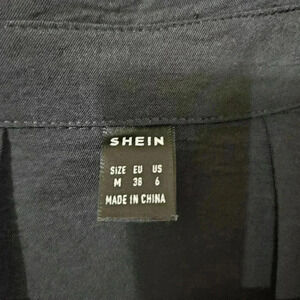 SHEIN
SIZE EU US
M 38 6
MADE IN CHINA